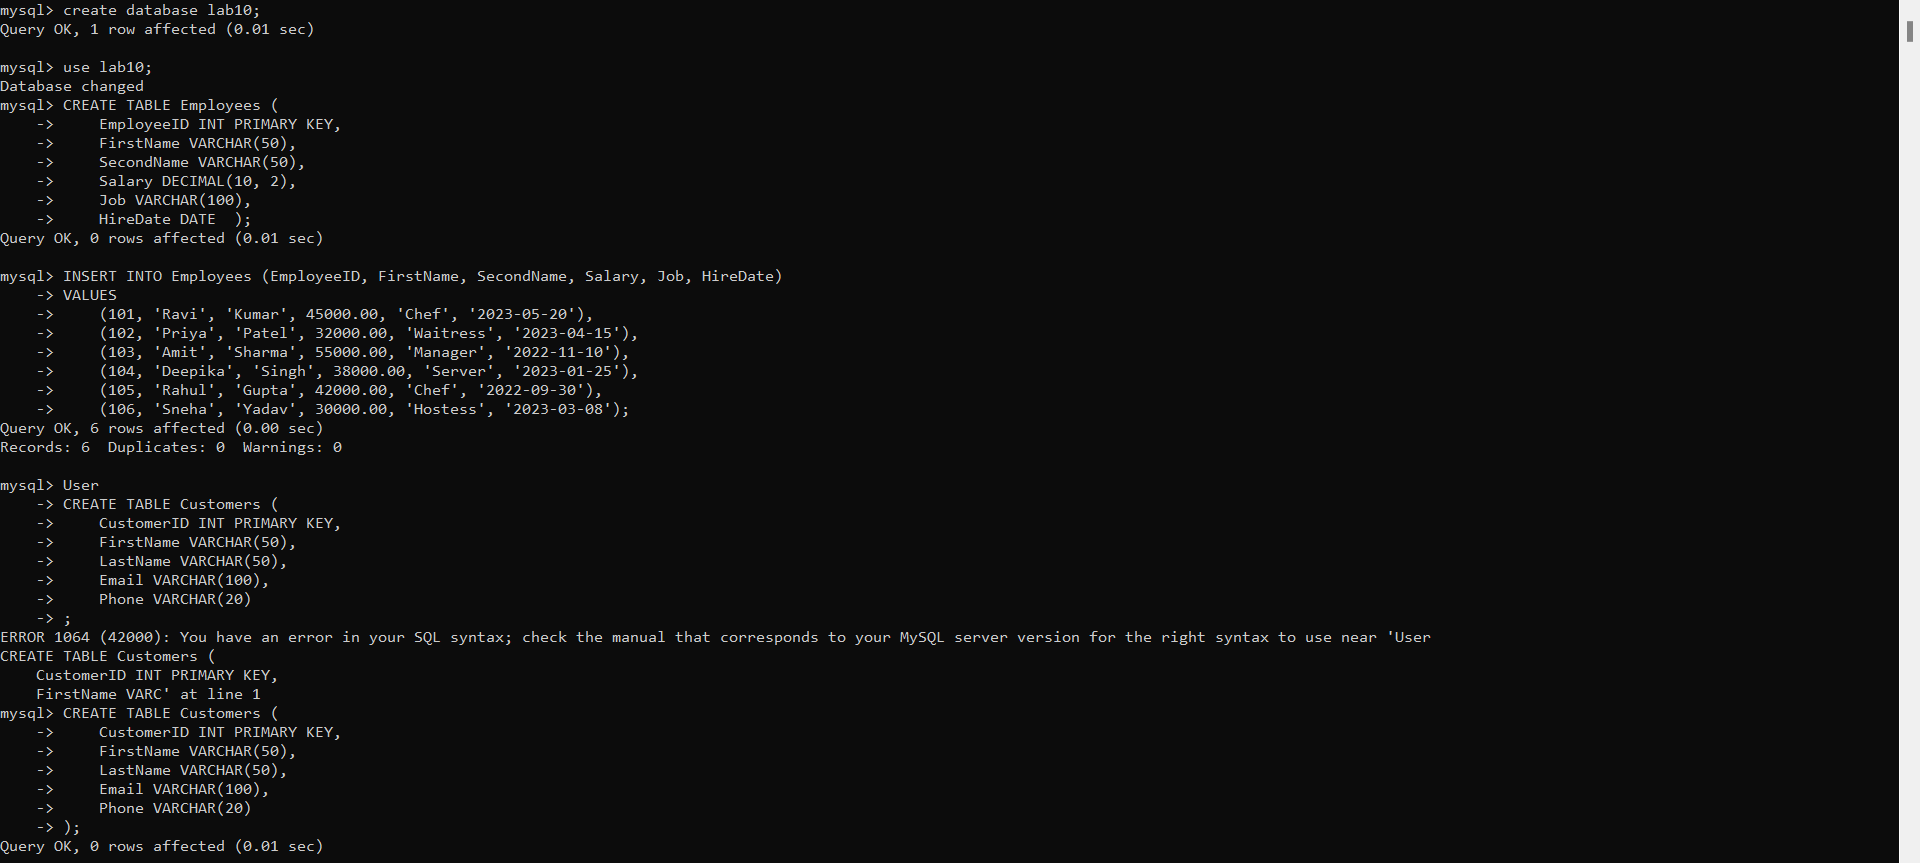 mysql> create database lab10;
Query OK, 1 row affected (0.01 sec)

mysql> use lab10;
Database changed
mysql> CREATE TABLE Employees (
    ->     EmployeeID INT PRIMARY KEY,
    ->     FirstName VARCHAR(50),
    ->     SecondName VARCHAR(50),
    ->     Salary DECIMAL(10, 2),
    ->     Job VARCHAR(100),
    ->     HireDate DATE  );
Query OK, 0 rows affected (0.01 sec)

mysql> INSERT INTO Employees (EmployeeID, FirstName, SecondName, Salary, Job, HireDate)
    -> VALUES
    ->     (101, 'Ravi', 'Kumar', 45000.00, 'Chef', '2023-05-20'),
    ->     (102, 'Priya', 'Patel', 32000.00, 'Waitress', '2023-04-15'),
    ->     (103, 'Amit', 'Sharma', 55000.00, 'Manager', '2022-11-10'),
    ->     (104, 'Deepika', 'Singh', 38000.00, 'Server', '2023-01-25'),
    ->     (105, 'Rahul', 'Gupta', 42000.00, 'Chef', '2022-09-30'),
    ->     (106, 'Sneha', 'Yadav', 30000.00, 'Hostess', '2023-03-08');
Query OK, 6 rows affected (0.00 sec)
Records: 6  Duplicates: 0  Warnings: 0

mysql> User
    -> CREATE TABLE Customers (
    ->     CustomerID INT PRIMARY KEY,
    ->     FirstName VARCHAR(50),
    ->     LastName VARCHAR(50),
    ->     Email VARCHAR(100),
    ->     Phone VARCHAR(20)
    -> ;
ERROR 1064 (42000): You have an error in your SQL syntax; check the manual that corresponds to your MySQL server version for the right syntax to use near 'User
CREATE TABLE Customers (
    CustomerID INT PRIMARY KEY,
    FirstName VARC' at line 1
mysql> CREATE TABLE Customers (
    ->     CustomerID INT PRIMARY KEY,
    ->     FirstName VARCHAR(50),
    ->     LastName VARCHAR(50),
    ->     Email VARCHAR(100),
    ->     Phone VARCHAR(20)
    -> );
Query OK, 0 rows affected (0.01 sec)